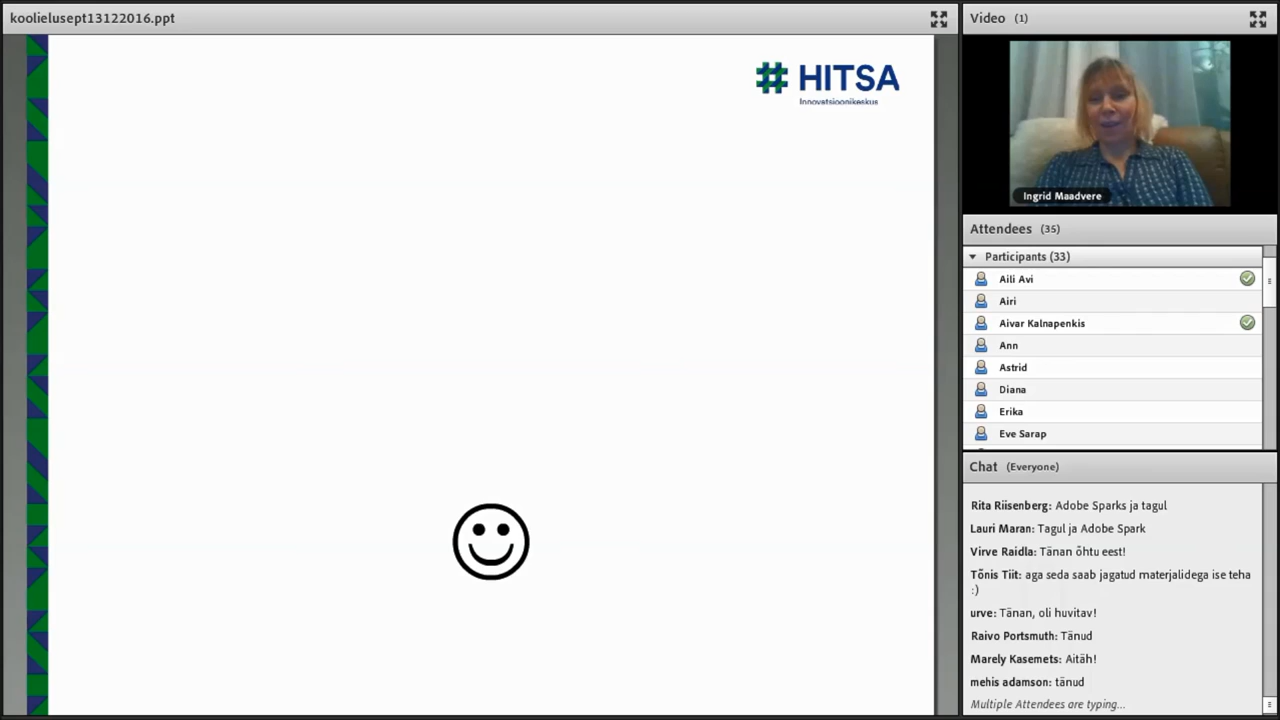 koolielusept13122016.ppt
# HITSA
Innovatsioonikeskus
Video (1)
Ingrid Maadvere
Attendees (35)
Participants (33)
Aili Avi
Airi
Aivar Kalnapenkis
Ann
Astrid
Diana
Erika
Eve Sarap
Chat (Everyone)
Rita Riisenberg: Adobe Sparks ja tagul
Lauri Maran: Tagul ja Adobe Spark
Virve Raidla: Tänan õhtu eest!
Tõnis Tiit: aga seda saab jagatud materjalidega ise teha
:)
urve: Tänan, oli huvitav!
Raivo Portsmuth: Tänud
Marely Kasemets: Aitäh!
mehis adamson: tänud
Multiple Attendees are typing...